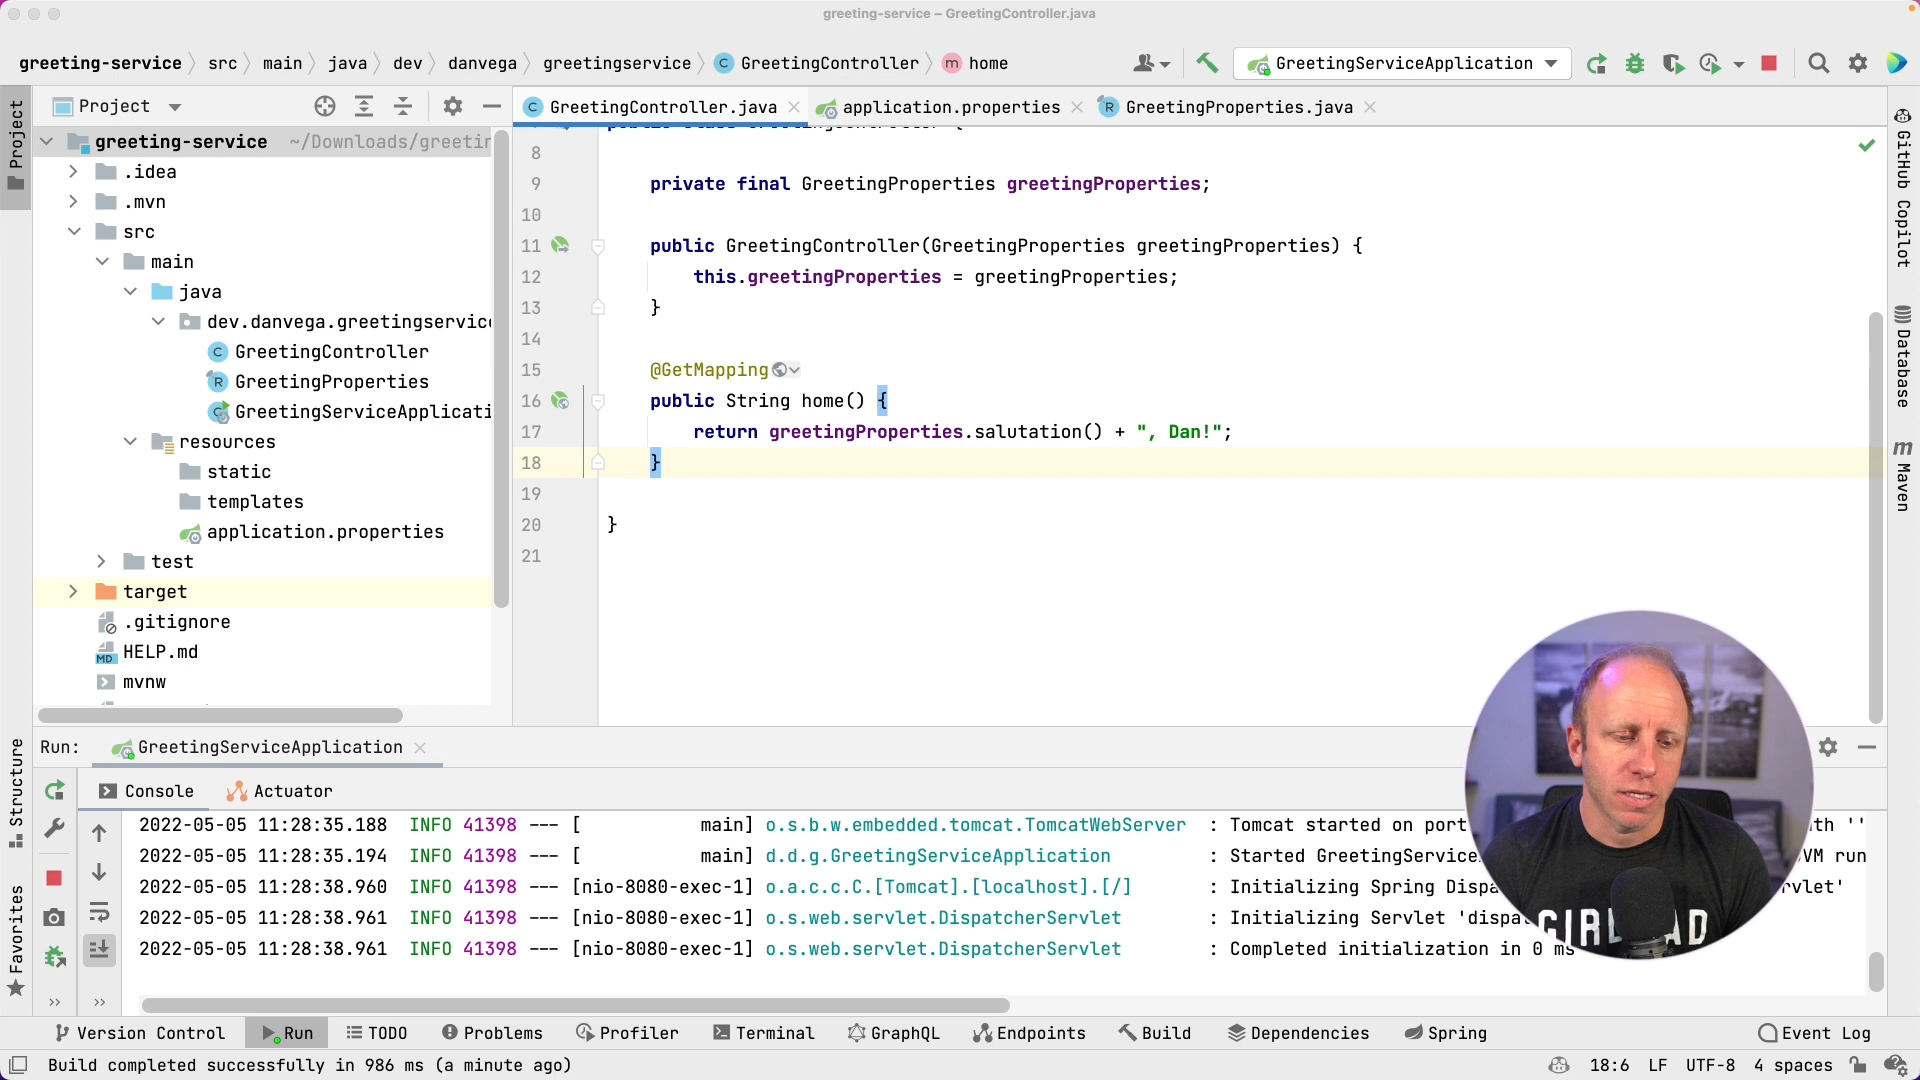 greeting-service – GreetingController.java
greeting-service
src
main
java
dev
danvega
greetingservice
C
GreetingController
m
home
GreetingServiceApplication
Project
Project
GreetingController.java
application.properties
GreetingProperties.java
greeting-service ~/Downloads/greetin
.idea
.mvn
src
main
java
dev.danvega.greetingservic
GreetingController
GreetingProperties
GreetingServiceApplicati
resources
static
templates
application.properties
test
target
.gitignore
HELP.md
mvnw
8
9 private final GreetingProperties greetingProperties;
10
11 public GreetingController(GreetingProperties greetingProperties) {
12 this.greetingProperties = greetingProperties;
13 }
14
15 @GetMapping
16 public String home() {
17 return greetingProperties.salutation() + ", Dan!";
18 }
19
20 }
21
GitHub Copilot
Database
m
Maven
Run:
GreetingServiceApplication
Structure
Favorites
Console
Actuator
2022-05-05 11:28:35.188 INFO 41398 --- [ main] o.s.b.w.embedded.tomcat.TomcatWebServer : Tomcat started on port th ''
2022-05-05 11:28:35.194 INFO 41398 --- [ main] d.d.g.GreetingServiceApplication : Started GreetingService VM run
2022-05-05 11:28:38.960 INFO 41398 --- [nio-8080-exec-1] o.a.c.c.C.[Tomcat].[localhost].[/] : Initializing Spring Dispa rvlet'
2022-05-05 11:28:38.961 INFO 41398 --- [nio-8080-exec-1] o.s.web.servlet.DispatcherServlet : Initializing Servlet 'dispa
2022-05-05 11:28:38.961 INFO 41398 --- [nio-8080-exec-1] o.s.web.servlet.DispatcherServlet : Completed initialization in 0 ms
Version Control
Run
TODO
Problems
Profiler
Terminal
GraphQL
Endpoints
Build
Dependencies
Spring
Event Log
Build completed successfully in 986 ms (a minute ago)
18:6
LF
UTF-8
4 spaces